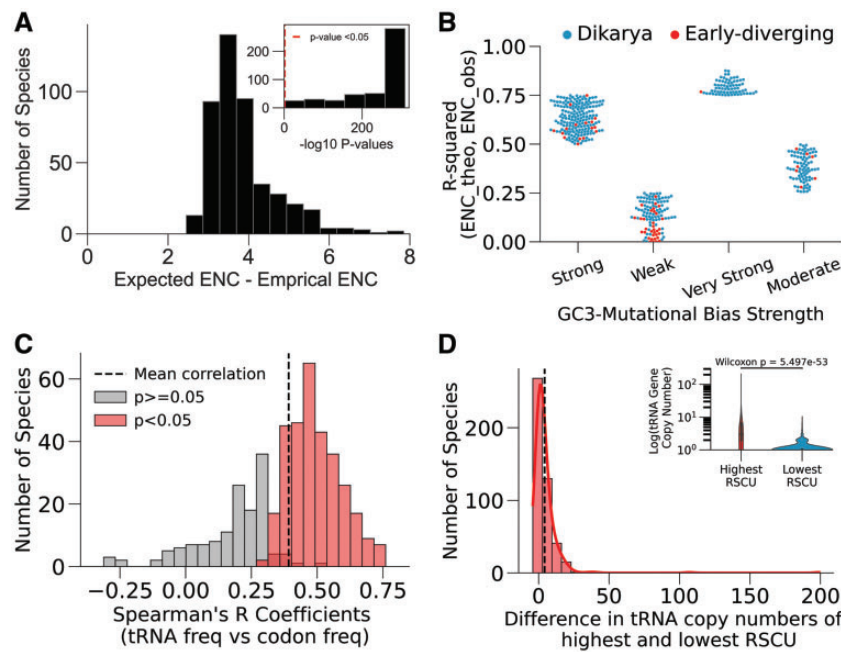 A
Number of Species
100
50
0
0 2 4 6 8
Expected ENC - Emprical ENC
200
100
0
p-value <0.05
0 200
-log10 P-values
B
Dikarya Early-diverging
R-squared
(ENC_theo, ENC_obs)
1.00
0.75
0.50
0.25
0.00
Strong Weak Very Strong Moderate
GC3-Mutational Bias Strength
C
Number of Species
60
40
20
0
Mean correlation
p>=0.05
p<0.05
−0.25 0.00 0.25 0.50 0.75
Spearman's R Coefficients
(tRNA freq vs codon freq)
D
Number of Species
200
100
0
0 50 100 150 200
Difference in tRNA copy numbers of
highest and lowest RSCU
Wilcoxon p = 5.497e-53
Log(tRNA Gene
Copy Number)
10²
10¹
10⁰
Highest Lowest
RSCU RSCU